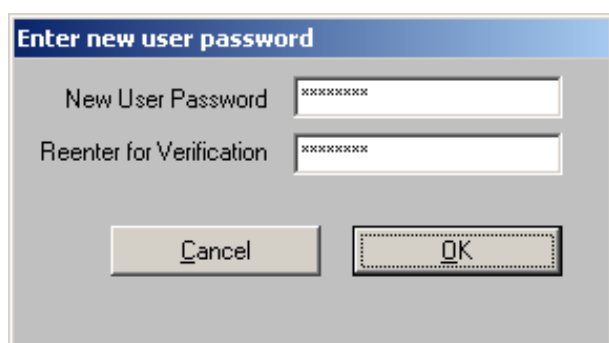 Enter new user password
New User Password ********
Reenter for Verification ********
Cancel OK